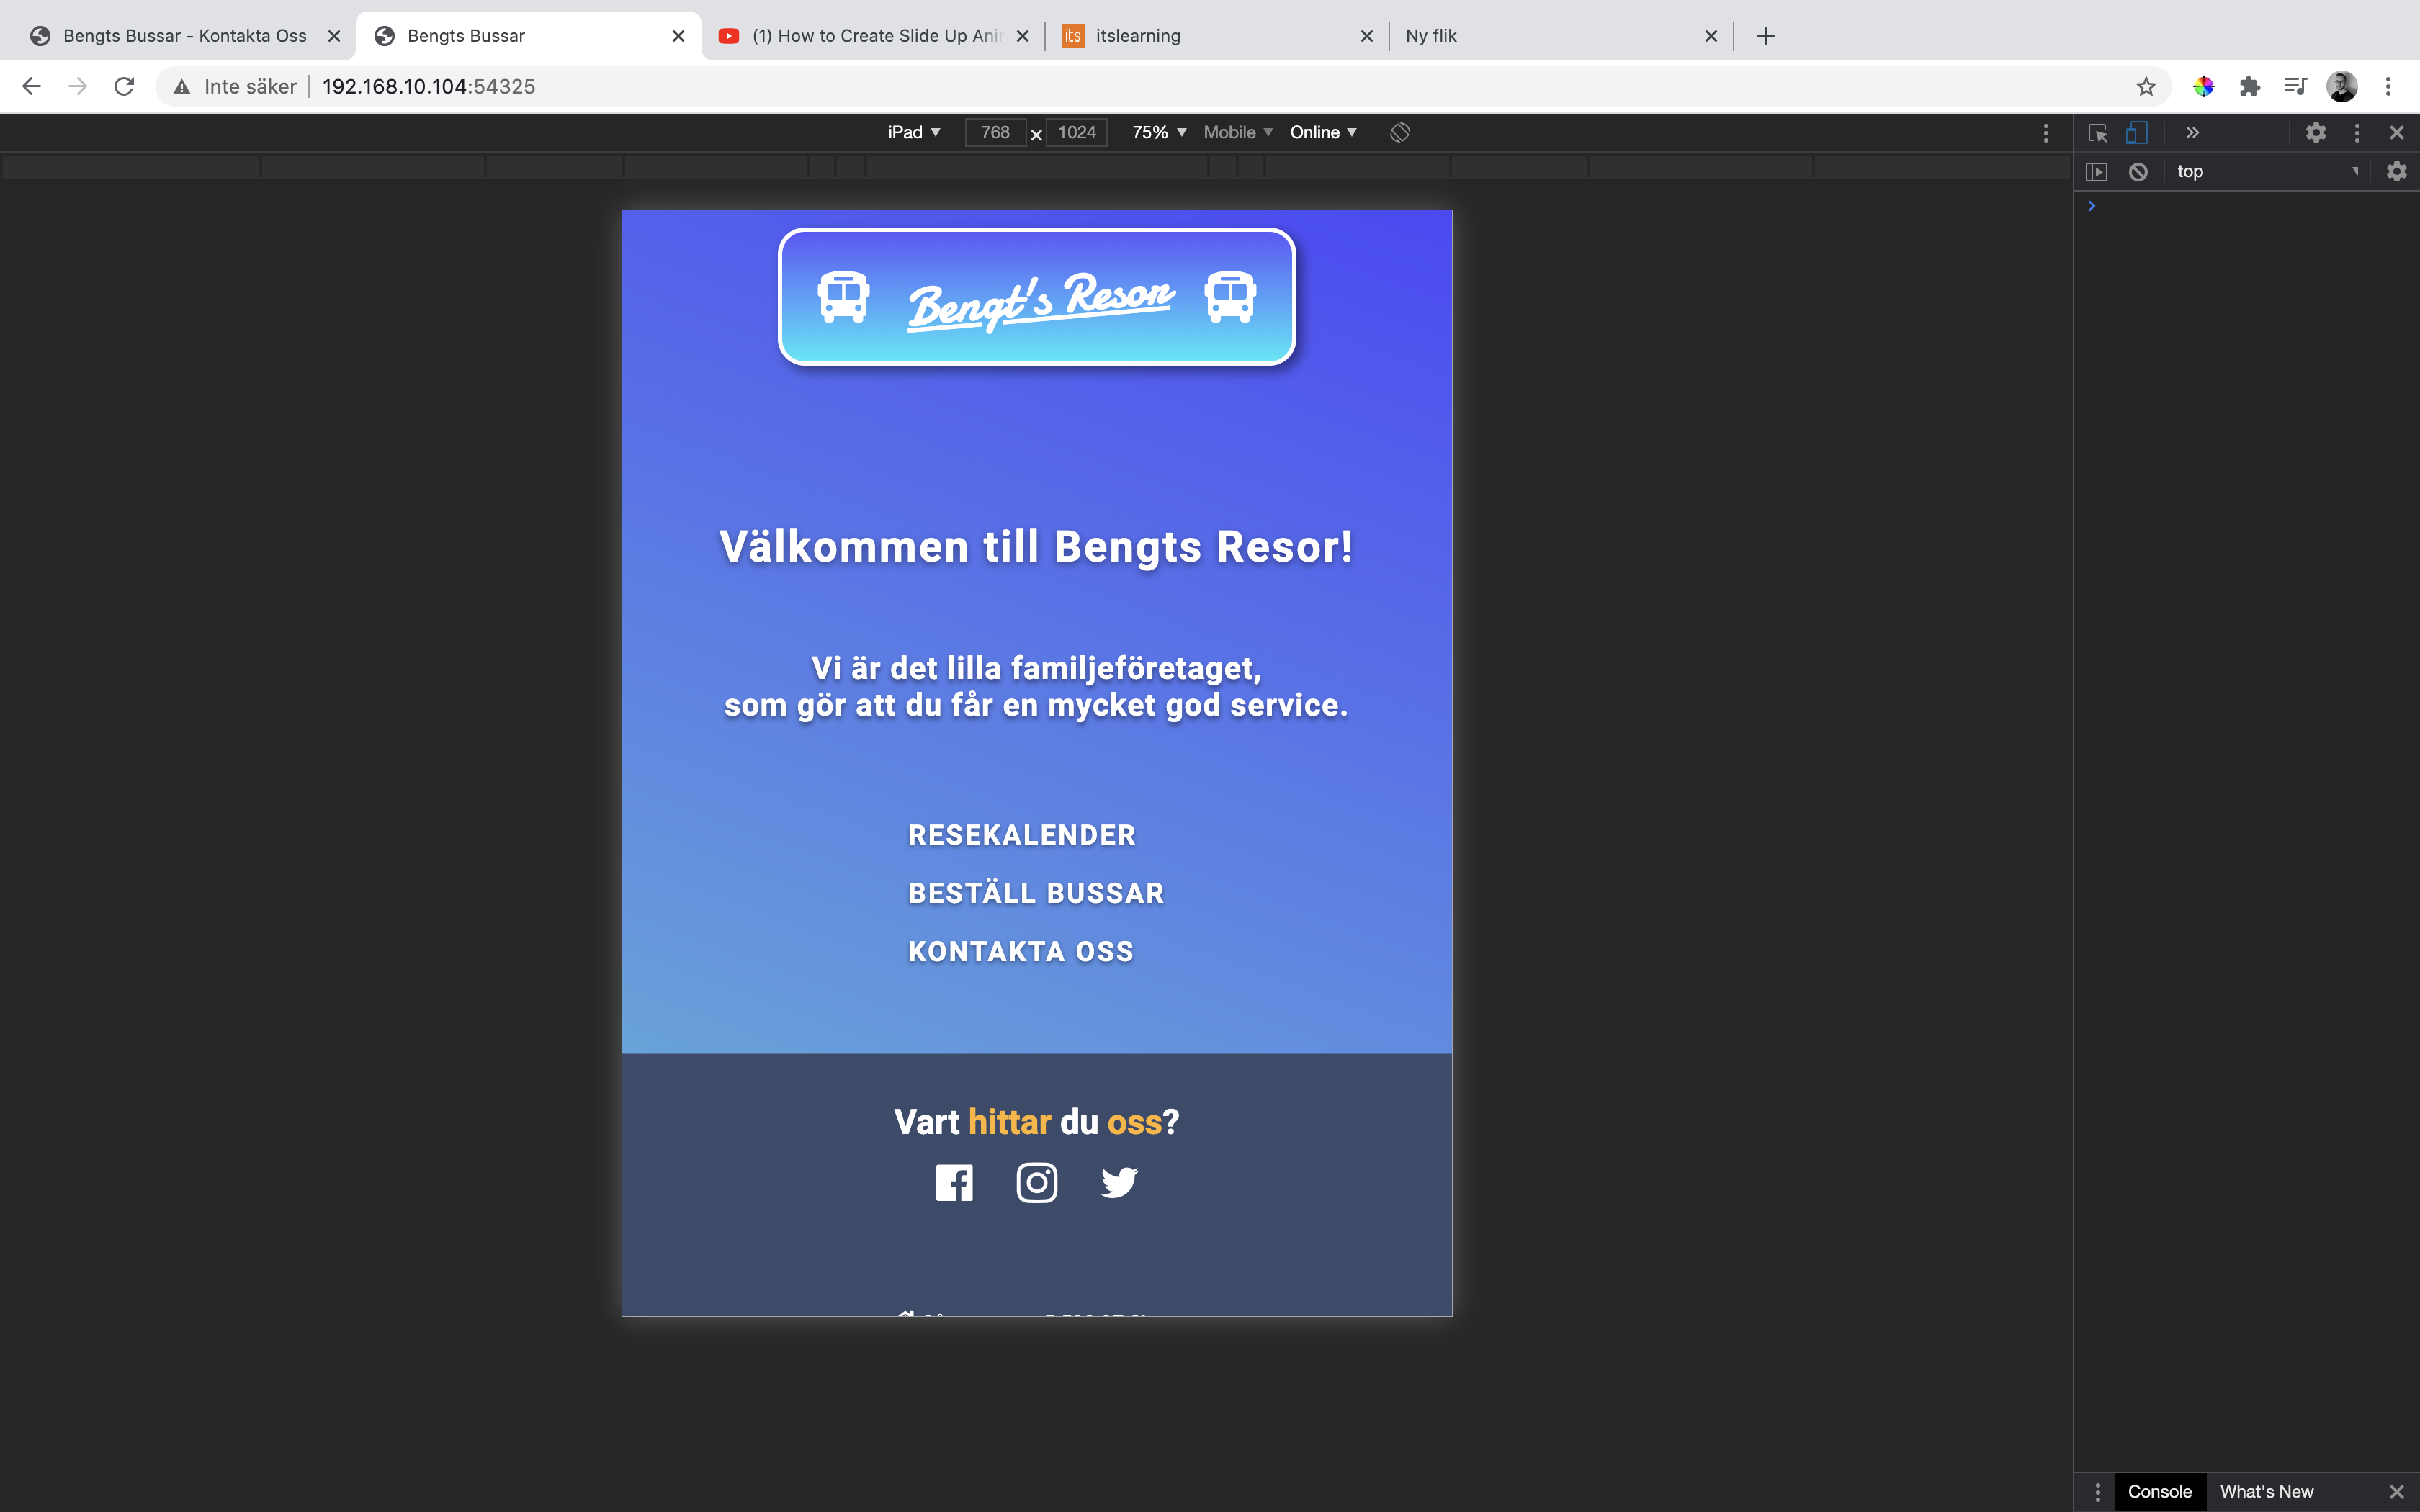 Bengts Bussar - Kontakta Oss
Bengts Bussar
(1) How to Create Slide Up
itslearning
Ny flik
Inte säker
192.168.10.104:54325
iPad
768
1024
75%
Mobile
Online
top
Bengt's Resor
Välkommen till Bengts Resor!
Vi är det lilla familjeföretaget,
som gör att du får en mycket god service.
RESEKALENDER
BESTÄLL BUSSAR
KONTAKTA OSS
Vart hittar du oss?
Console
What's New